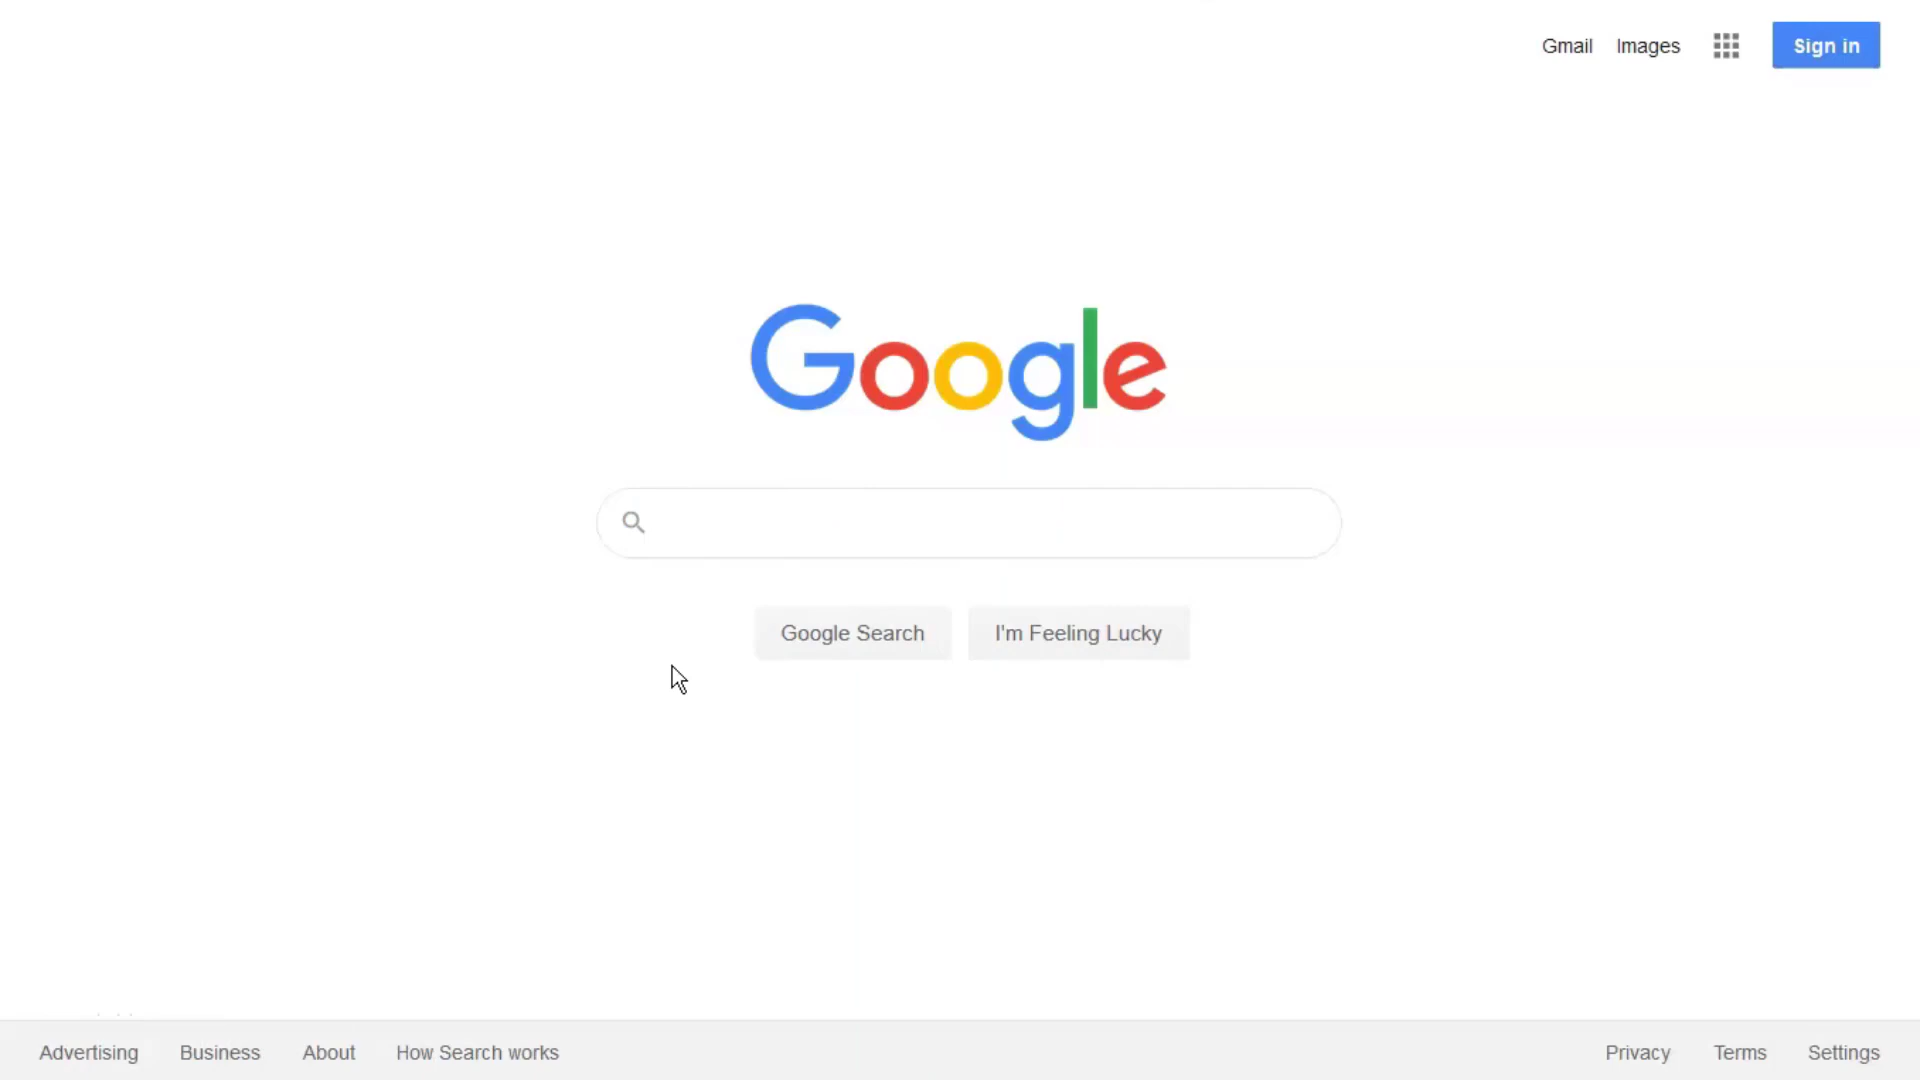 Gmail Images Sign in
Google
Google Search I'm Feeling Lucky
Advertising Business About How Search works Privacy Terms Settings